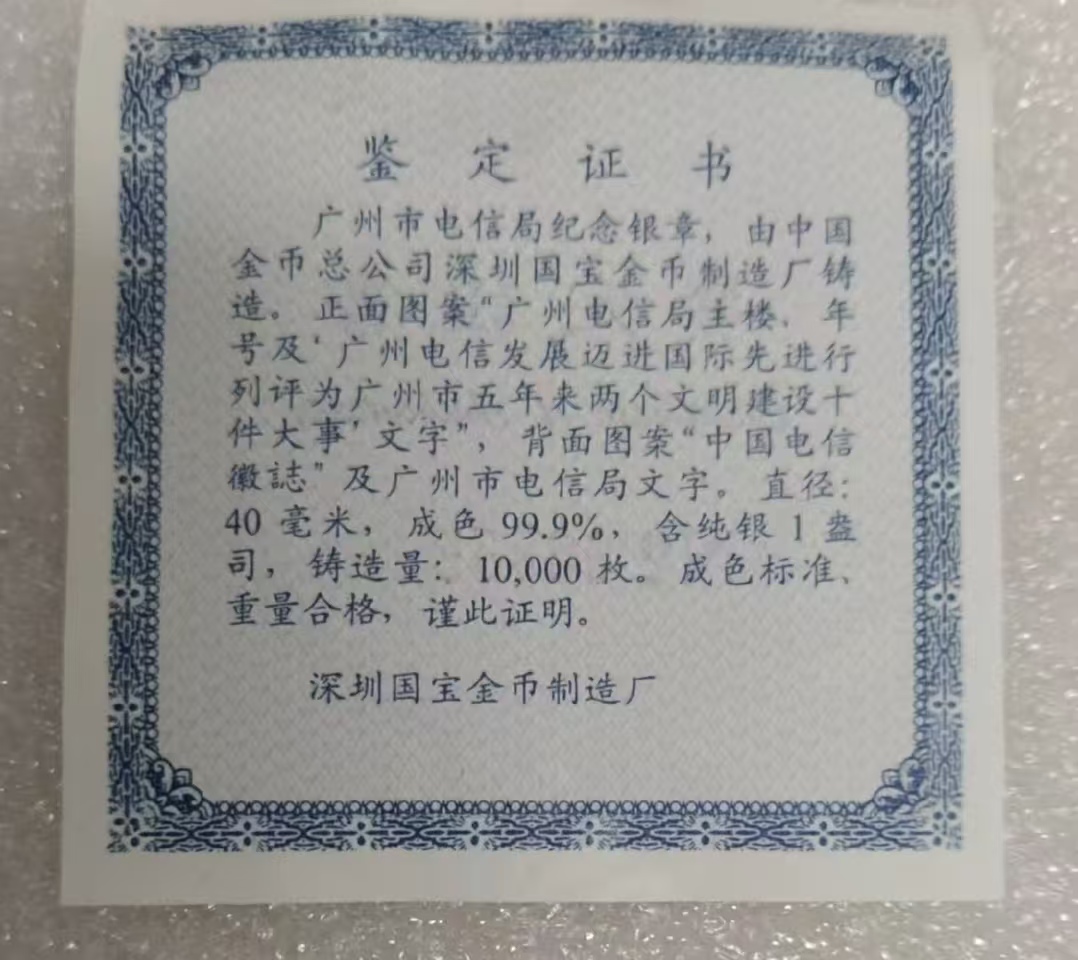 鉴定证书
广州市电信局纪念银章，由中国
金币总公司深圳国宝金币制造厂铸
造。正面图案“广州电信局主楼、年
号及‘广州电信发展迈进国际先进行
列评为广州市五年来两个文明建设十
件大事’文字”，背面图案“中国电信
徽誌”及广州市电信局文字。直径：
40毫米，成色99.9%，含纯银1盎
司，铸造量：10,000枚。成色标准、
重量合格，谨此证明。
深圳国宝金币制造厂